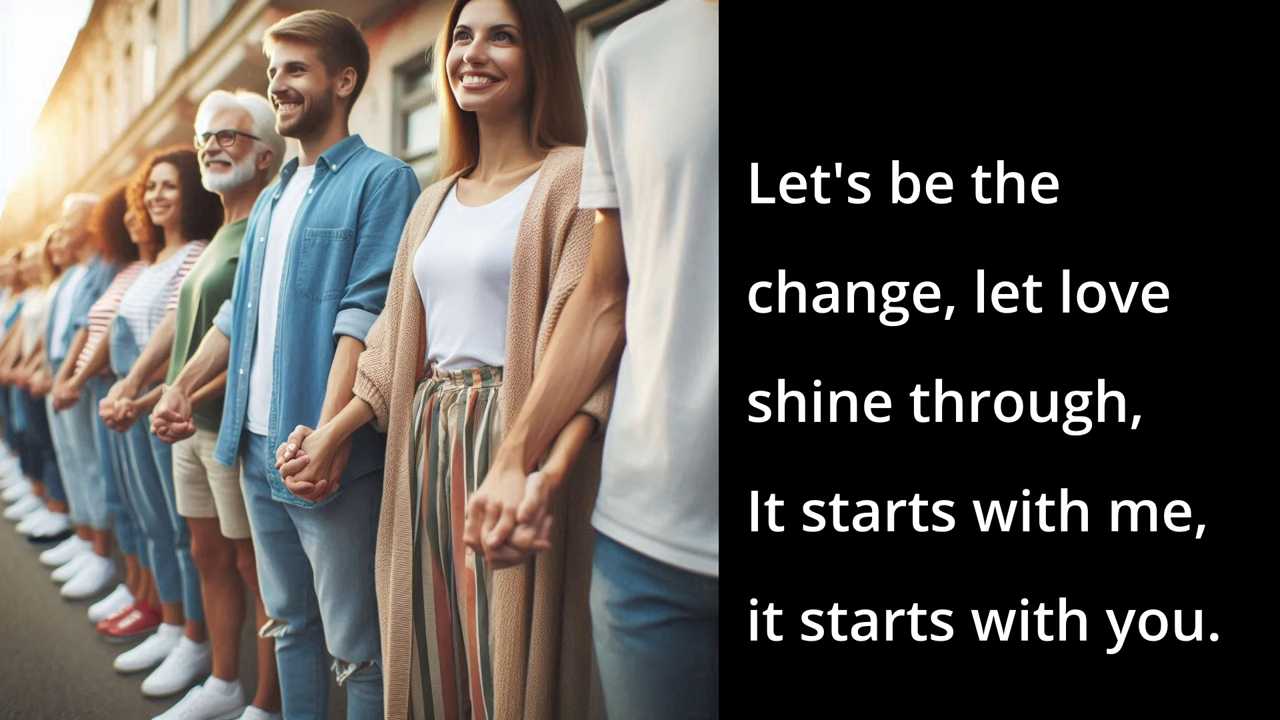 Let's be the
change, let love
shine through,
It starts with me,
it starts with you.